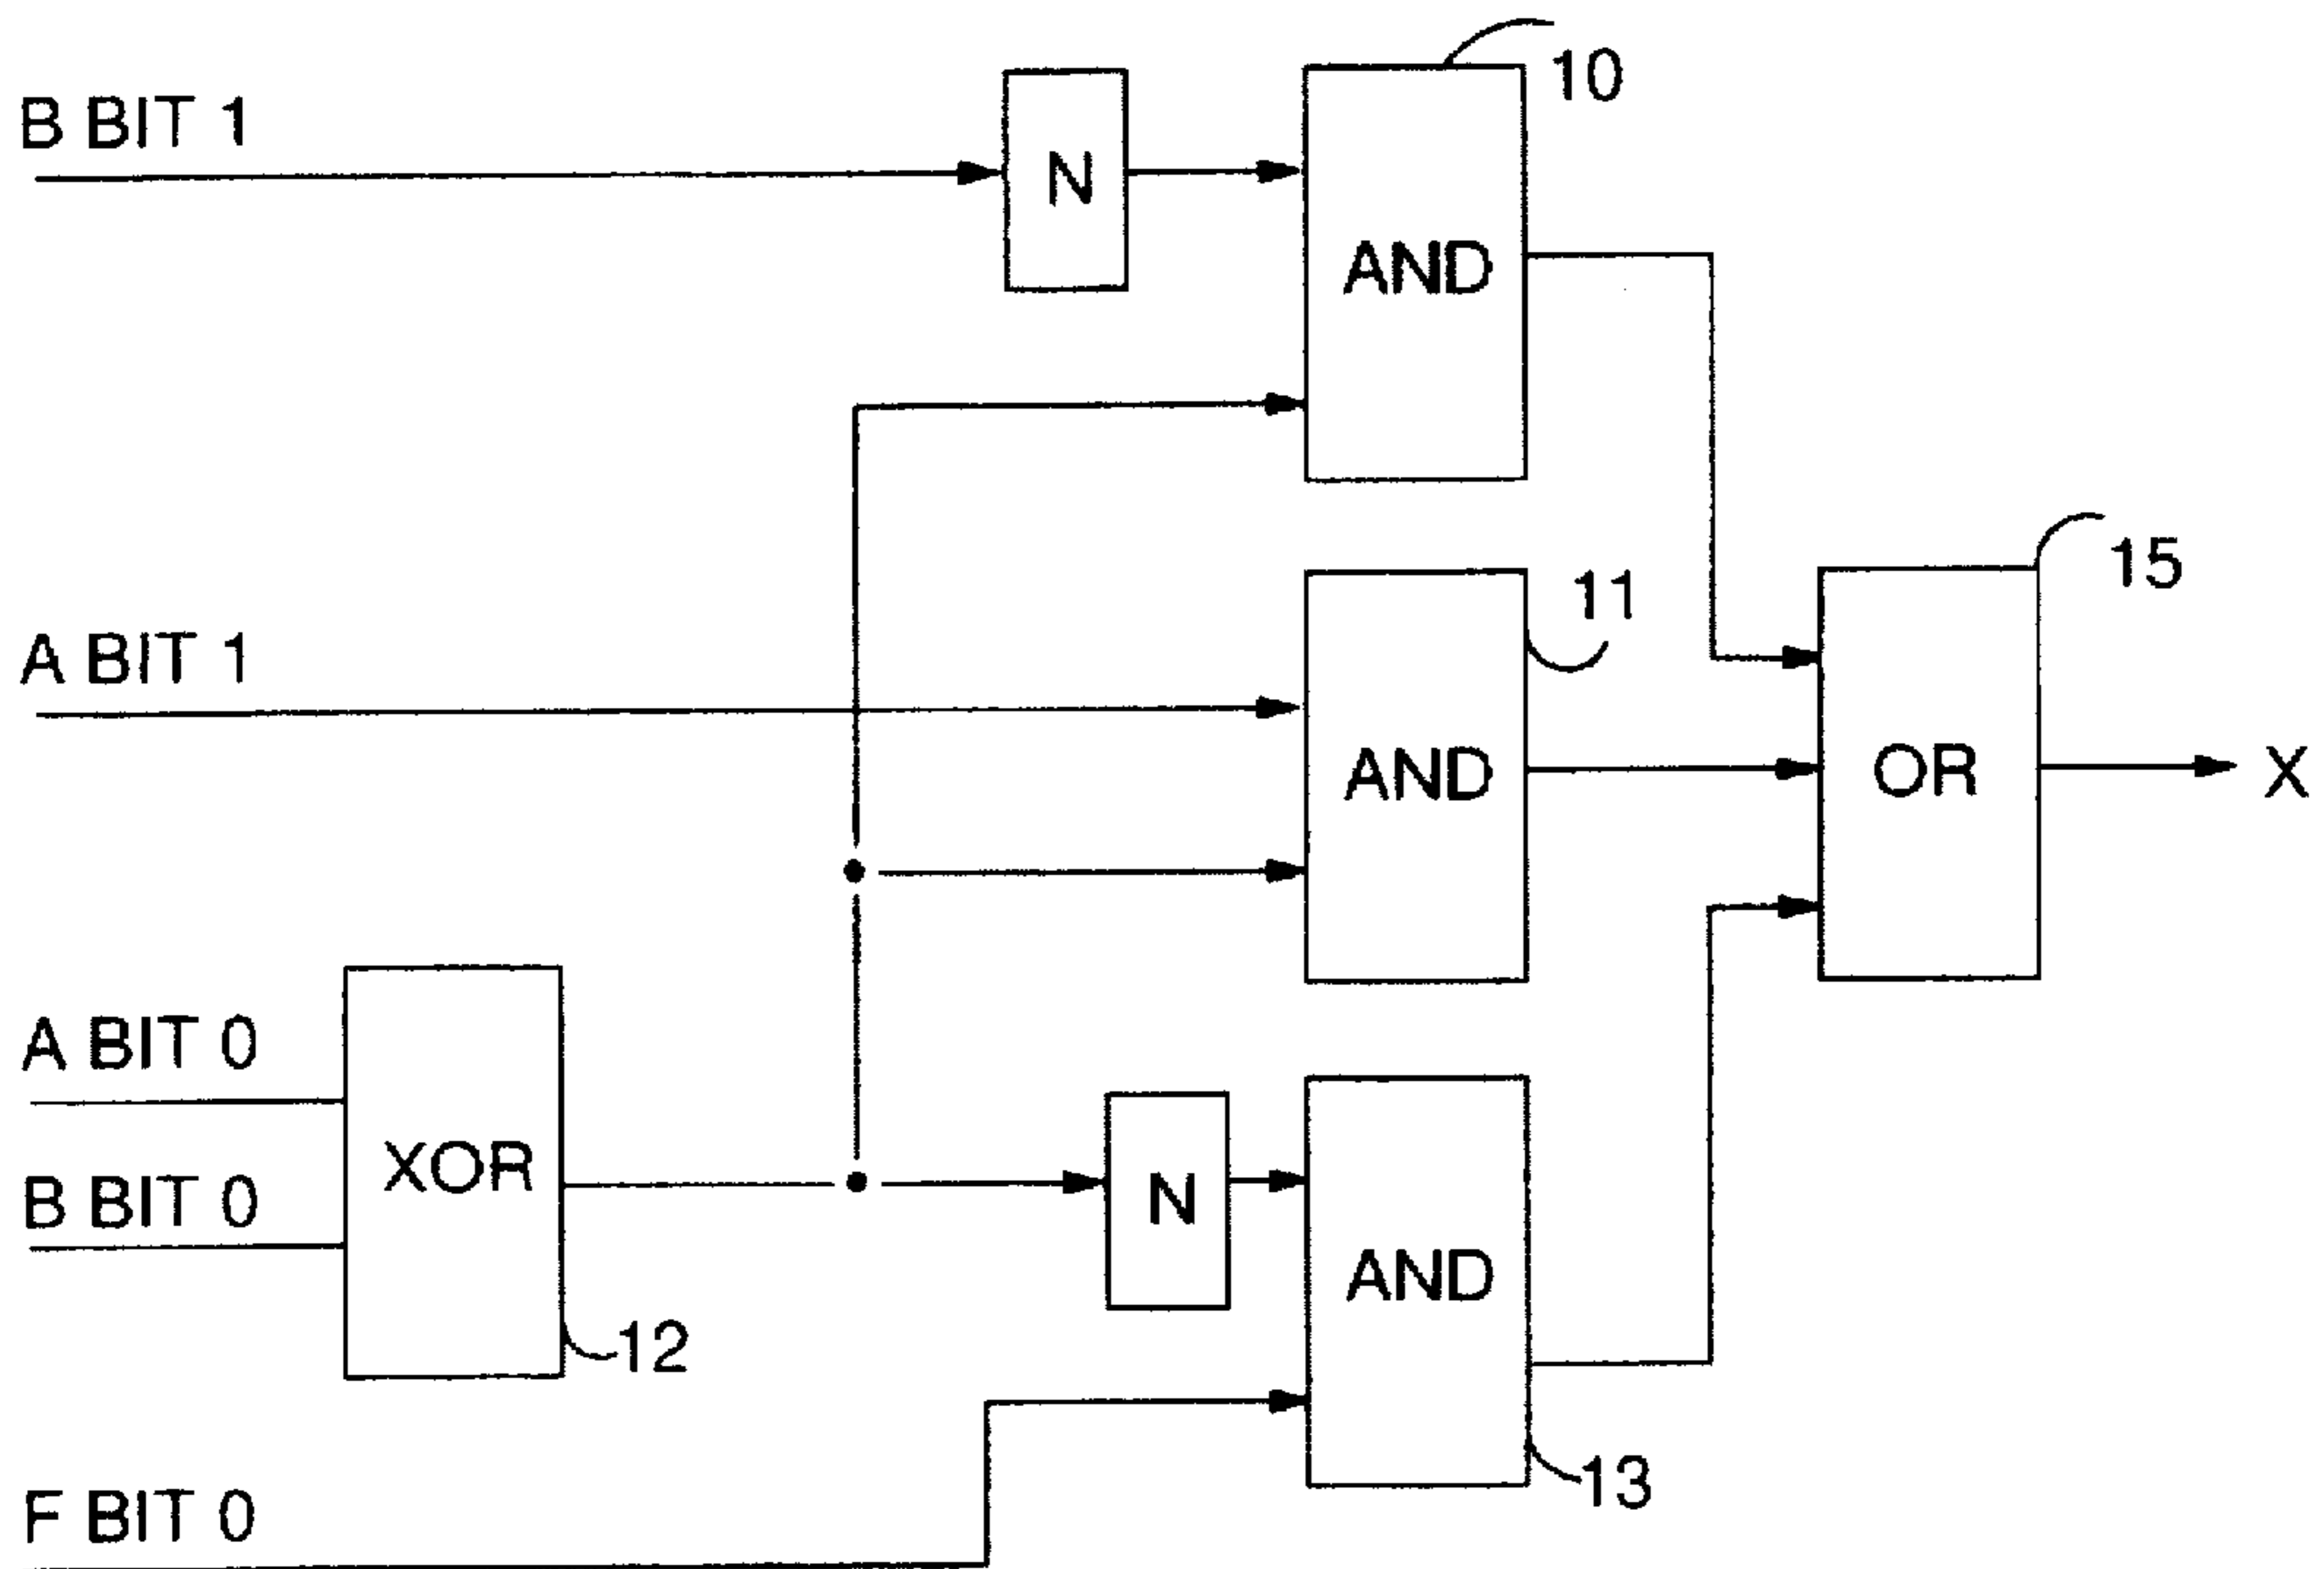 10
B BIT 1
N
AND
15
11
A BIT 1
AND
OR
X
A BIT 0
XOR
B BIT 0
N
AND
12
13
F BIT 0